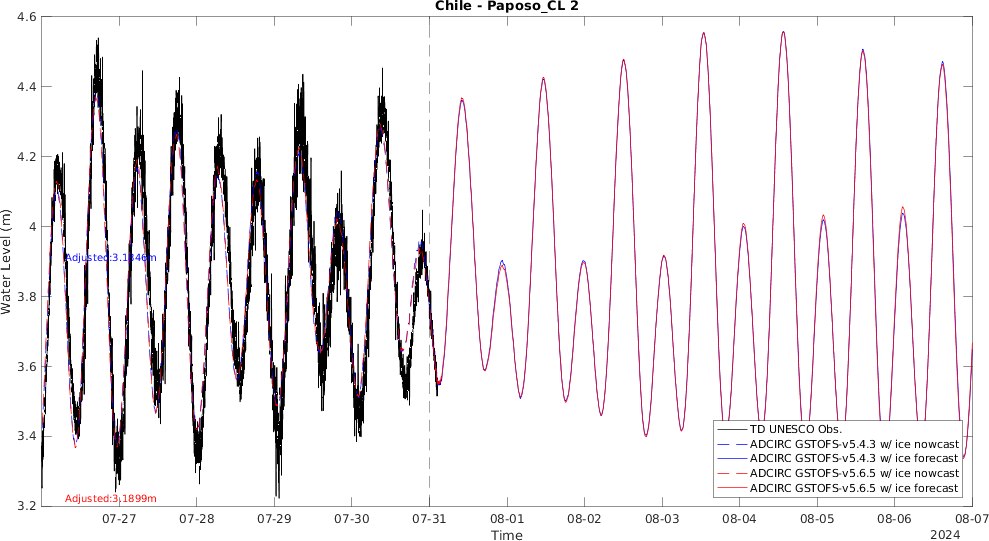 Chile - Paposo_CL 2
4.6
4.4
4.2
4
3.8
3.6
3.4
3.2
Water Level (m)
Adjusted:3.1346m
Adjusted:3.1899m
TD UNESCO Obs.
ADCIRC GSTOFS-v5.4.3 w/ ice nowcast
ADCIRC GSTOFS-v5.4.3 w/ ice forecast
ADCIRC GSTOFS-v5.6.5 w/ ice nowcast
ADCIRC GSTOFS-v5.6.5 w/ ice forecast
07-27 07-28 07-29 07-30 07-31 08-01 08-02 08-03 08-04 08-05 08-06 08-07
Time
2024